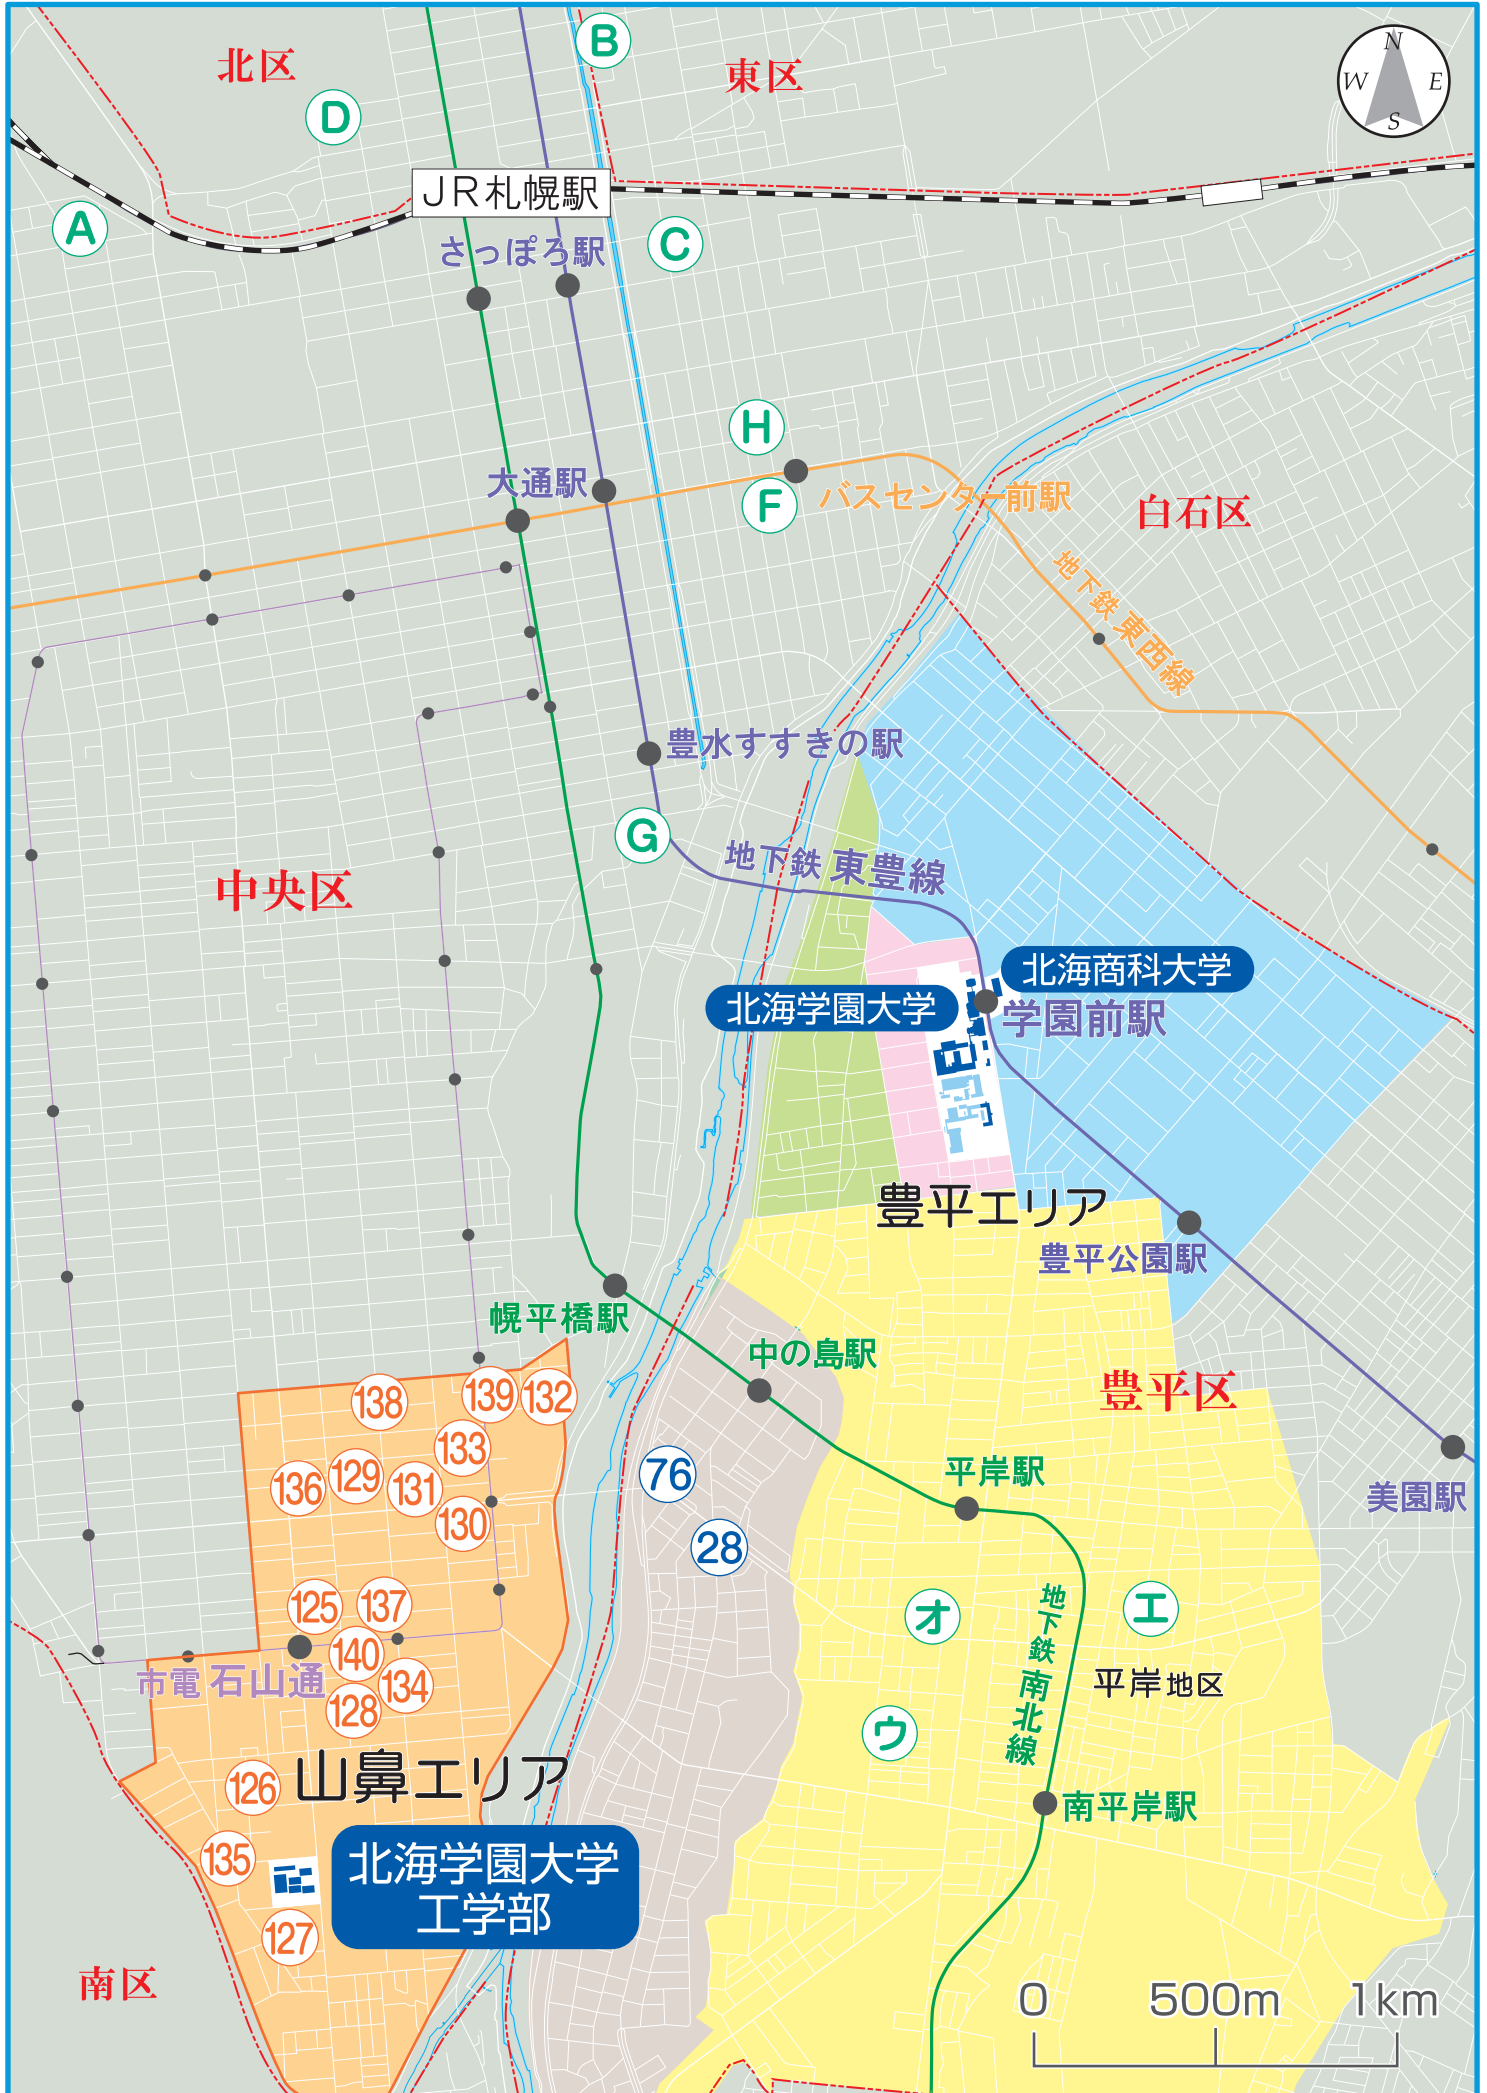 北区
B
東区
N
W
E
S
D
JR札幌駅
A
C
さっぽろ駅
H
大通駅
F
バスセンター前駅
白石区
地下鉄 東西線
豊水すすきの駅
G
地下鉄 東豊線
中央区
北海商科大学
北海学園大学
学園前駅
豊平エリア
豊平公園駅
幌平橋駅
中の島駅
豊平区
138
139
132
133
136
129
131
130
76
平岸駅
美園駅
28
125
137
オ
地下鉄 南北線
エ
140
市電 石山通
134
128
平岸地区
ウ
山鼻エリア
126
南平岸駅
135
北海学園大学
工学部
127
南区
0
500m
1km